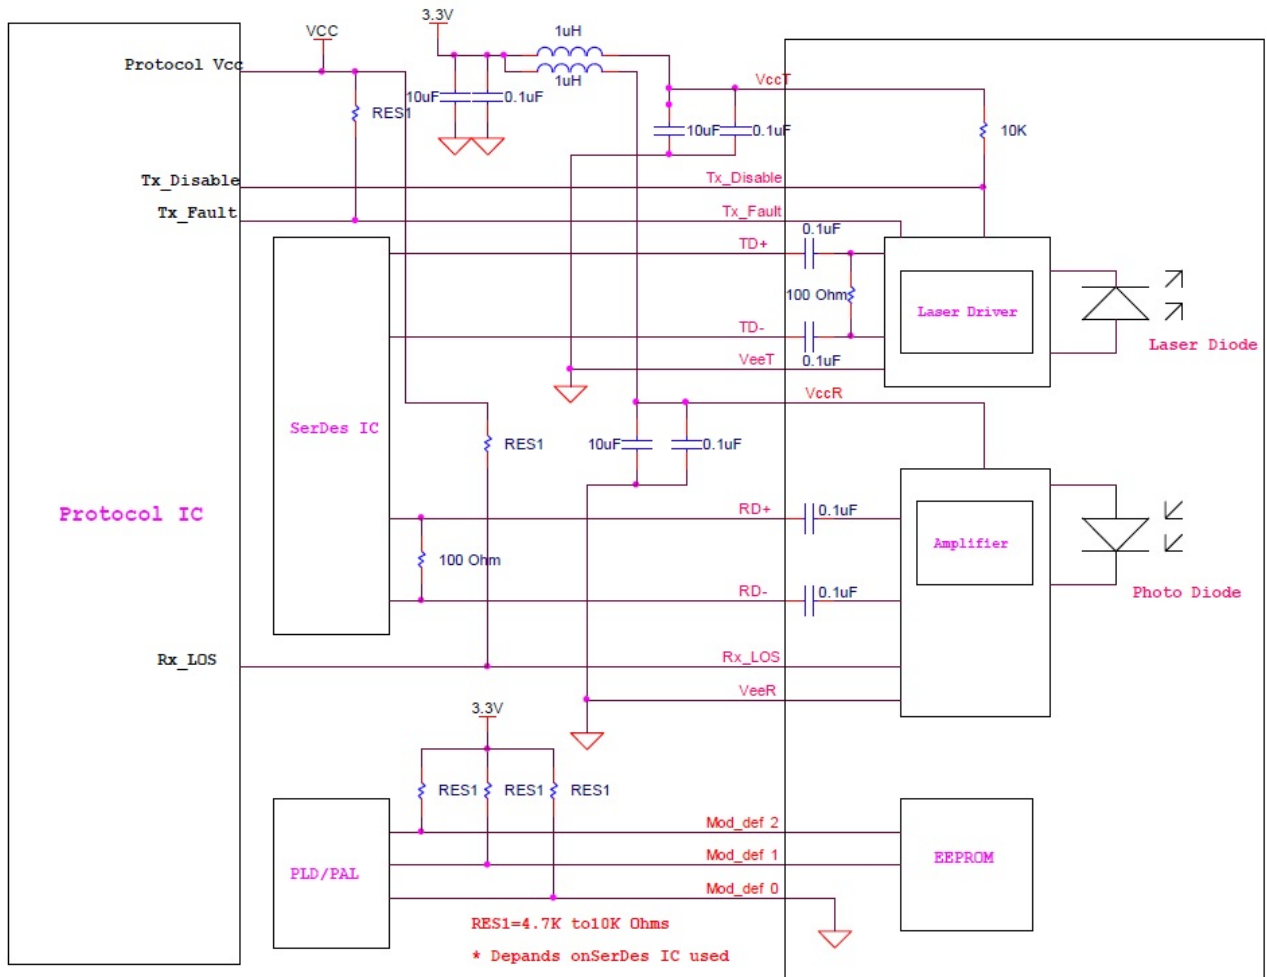 3.3V
VCC
1uH
Protocol Vcc
1uH
VccT
10uF
0.1uF
RES1
10uF
0.1uF
10K
Tx_Disable
Tx_Disable
Tx_Fault
Tx_Fault
0.1uF
TD+
100 Ohm
Laser Driver
TD-
Laser Diode
VeeT
0.1uF
VccR
SerDes IC
RES1
10uF
0.1uF
Protocol IC
RD+
0.1uF
Amplifier
100 Ohm
RD-
0.1uF
Photo Diode
Rx_LOS
Rx_LOS
VeeR
3.3V
RES1
RES1
RES1
Mod_def 2
Mod_def 1
EEPROM
PLD/PAL
Mod_def 0
RES1=4.7K to10K Ohms
* Depands onSerDes IC used